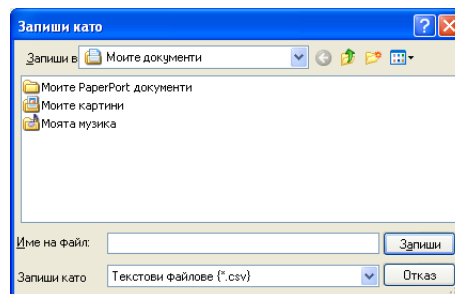 Запиши като
Запиши в Моите документи
Моите PaperPort документи
Моите картини
Моята музика
Име на файл: Запиши
Запиши като Текстови файлове {*.csv} Отказ